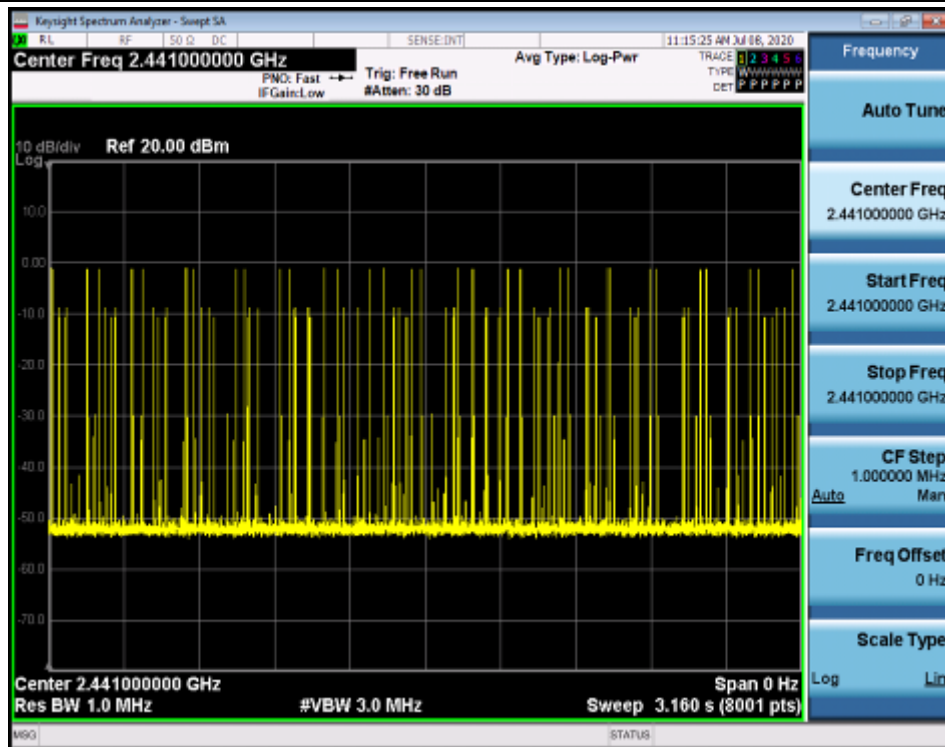 Keysight Spectrum Analyzer - Swept SA
RL RF 50 Ω DC SENSE:INT 11:15:25 AM Jul 08, 2020
Center Freq 2.441000000 GHz
PNO: Fast
IFGain:Low
Trig: Free Run
#Atten: 30 dB
Avg Type: Log-Pwr
TRACE 1 2 3 4 5 6
TYPE WWWWWW
DET P P P P P P
10 dB/div Ref 20.00 dBm
Log
10.0
0.00
-10.0
-20.0
-30.0
-40.0
-50.0
-60.0
-70.0
Center 2.441000000 GHz Span 0 Hz
Res BW 1.0 MHz #VBW 3.0 MHz Sweep 3.160 s (8001 pts)
MSG STATUS
Frequency
Auto Tune
Center Freq
2.441000000 GHz
Start Freq
2.441000000 GHz
Stop Freq
2.441000000 GHz
CF Step
1.000000 MHz
Auto Man
Freq Offset
0 Hz
Scale Type
Log Lin